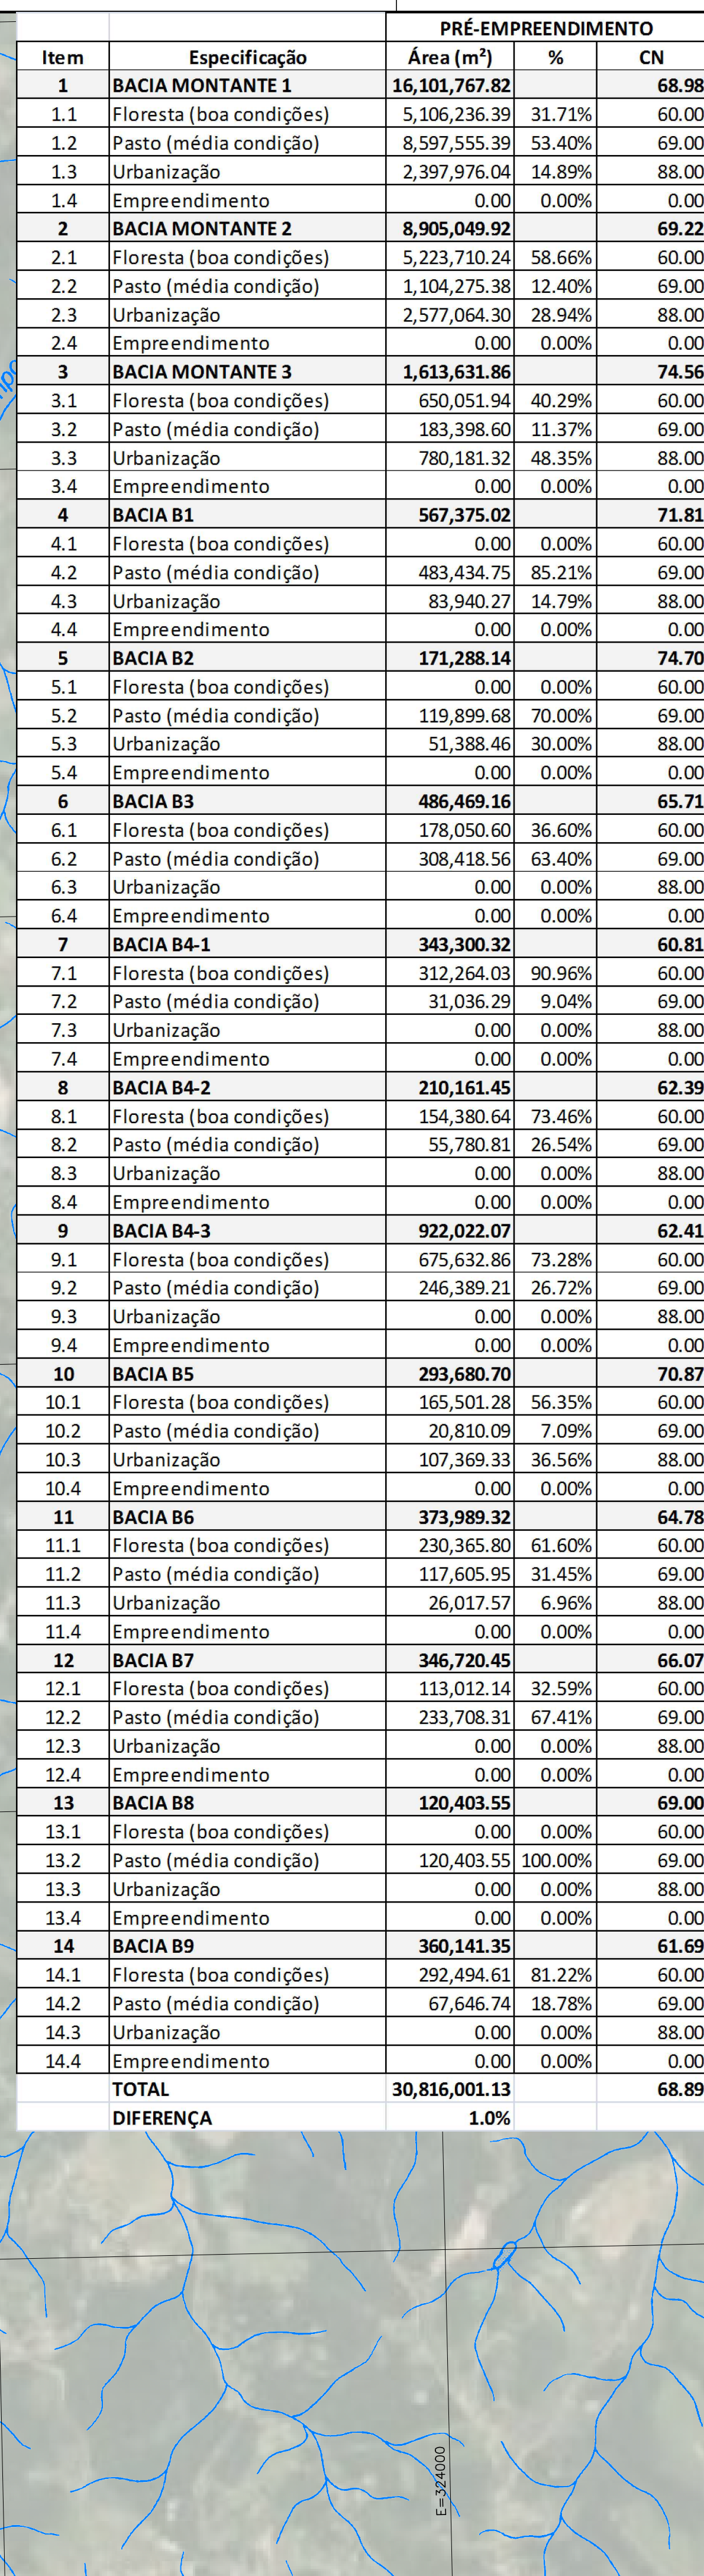 PRÉ-EMPREENDIMENTO
Item Especificação Área (m²) % CN
1 BACIA MONTANTE 1 16,101,767.82 68.98
1.1 Floresta (boa condições) 5,106,236.39 31.71% 60.00
1.2 Pasto (média condição) 8,597,555.39 53.40% 69.00
1.3 Urbanização 2,397,976.04 14.89% 88.00
1.4 Empreendimento 0.00 0.00% 0.00
2 BACIA MONTANTE 2 8,905,049.92 69.22
2.1 Floresta (boa condições) 5,223,710.24 58.66% 60.00
2.2 Pasto (média condição) 1,104,275.38 12.40% 69.00
2.3 Urbanização 2,577,064.30 28.94% 88.00
2.4 Empreendimento 0.00 0.00% 0.00
3 BACIA MONTANTE 3 1,613,631.86 74.56
3.1 Floresta (boa condições) 650,051.94 40.29% 60.00
3.2 Pasto (média condição) 183,398.60 11.37% 69.00
3.3 Urbanização 780,181.32 48.35% 88.00
3.4 Empreendimento 0.00 0.00% 0.00
4 BACIA B1 567,375.02 71.81
4.1 Floresta (boa condições) 0.00 0.00% 60.00
4.2 Pasto (média condição) 483,434.75 85.21% 69.00
4.3 Urbanização 83,940.27 14.79% 88.00
4.4 Empreendimento 0.00 0.00% 0.00
5 BACIA B2 171,288.14 74.70
5.1 Floresta (boa condições) 0.00 0.00% 60.00
5.2 Pasto (média condição) 119,899.68 70.00% 69.00
5.3 Urbanização 51,388.46 30.00% 88.00
5.4 Empreendimento 0.00 0.00% 0.00
6 BACIA B3 486,469.16 65.71
6.1 Floresta (boa condições) 178,050.60 36.60% 60.00
6.2 Pasto (média condição) 308,418.56 63.40% 69.00
6.3 Urbanização 0.00 0.00% 88.00
6.4 Empreendimento 0.00 0.00% 0.00
7 BACIA B4-1 343,300.32 60.81
7.1 Floresta (boa condições) 312,264.03 90.96% 60.00
7.2 Pasto (média condição) 31,036.29 9.04% 69.00
7.3 Urbanização 0.00 0.00% 88.00
7.4 Empreendimento 0.00 0.00% 0.00
8 BACIA B4-2 210,161.45 62.39
8.1 Floresta (boa condições) 154,380.64 73.46% 60.00
8.2 Pasto (média condição) 55,780.81 26.54% 69.00
8.3 Urbanização 0.00 0.00% 88.00
8.4 Empreendimento 0.00 0.00% 0.00
9 BACIA B4-3 922,022.07 62.41
9.1 Floresta (boa condições) 675,632.86 73.28% 60.00
9.2 Pasto (média condição) 246,389.21 26.72% 69.00
9.3 Urbanização 0.00 0.00% 88.00
9.4 Empreendimento 0.00 0.00% 0.00
10 BACIA B5 293,680.70 70.87
10.1 Floresta (boa condições) 165,501.28 56.35% 60.00
10.2 Pasto (média condição) 20,810.09 7.09% 69.00
10.3 Urbanização 107,369.33 36.56% 88.00
10.4 Empreendimento 0.00 0.00% 0.00
11 BACIA B6 373,989.32 64.78
11.1 Floresta (boa condições) 230,365.80 61.60% 60.00
11.2 Pasto (média condição) 117,605.95 31.45% 69.00
11.3 Urbanização 26,017.57 6.96% 88.00
11.4 Empreendimento 0.00 0.00% 0.00
12 BACIA B7 346,720.45 66.07
12.1 Floresta (boa condições) 113,012.14 32.59% 60.00
12.2 Pasto (média condição) 233,708.31 67.41% 69.00
12.3 Urbanização 0.00 0.00% 88.00
12.4 Empreendimento 0.00 0.00% 0.00
13 BACIA B8 120,403.55 69.00
13.1 Floresta (boa condições) 0.00 0.00% 60.00
13.2 Pasto (média condição) 120,403.55 100.00% 69.00
13.3 Urbanização 0.00 0.00% 88.00
13.4 Empreendimento 0.00 0.00% 0.00
14 BACIA B9 360,141.35 61.69
14.1 Floresta (boa condições) 292,494.61 81.22% 60.00
14.2 Pasto (média condição) 67,646.74 18.78% 69.00
14.3 Urbanização 0.00 0.00% 88.00
14.4 Empreendimento 0.00 0.00% 0.00
TOTAL 30,816,001.13 68.89
DIFERENÇA 1.0%
E=324000